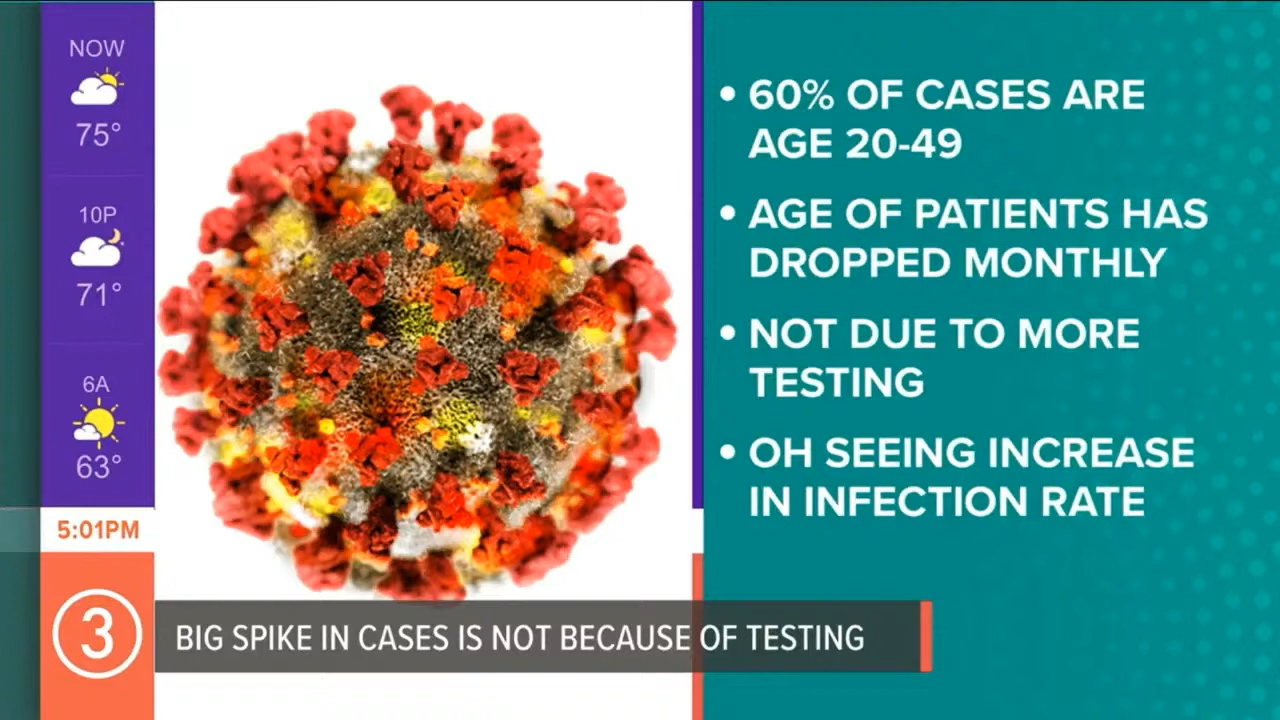 NOW
75°
10P
71°
6A
63°
5:01PM
3
• 60% OF CASES ARE
AGE 20-49
• AGE OF PATIENTS HAS
DROPPED MONTHLY
• NOT DUE TO MORE
TESTING
• OH SEEING INCREASE
IN INFECTION RATE
BIG SPIKE IN CASES IS NOT BECAUSE OF TESTING